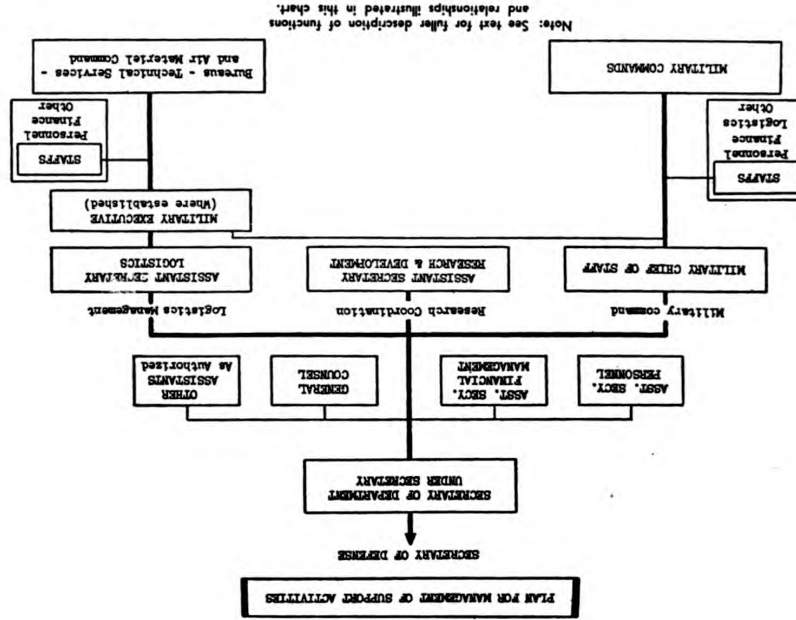 PLAN FOR MANAGEMENT OF SUPPORT ACTIVITIES
SECRETARY OF DEFENSE
SECRETARY OF DEPARTMENT
UNDER SECRETARY
ASST. SECY.
PERSONNEL
ASST. SECY.
FINANCIAL
MANAGEMENT
GENERAL
COUNSEL
OTHER
ASSISTANTS
As Authorized
Military command
Research Coordination
Logistics Management
MILITARY CHIEF OF STAFF
ASSISTANT SECRETARY
RESEARCH & DEVELOPMENT
ASSISTANT SECRETARY
LOGISTICS
MILITARY EXECUTIVE
(Where established)
STAFFS
Personnel
Finance
Logistics
Other
STAFFS
Personnel
Finance
Other
MILITARY COMMANDS
Bureaus - Technical Services -
and Air Materiel Command
Note: See text for fuller description of functions
and relationships illustrated in this chart.